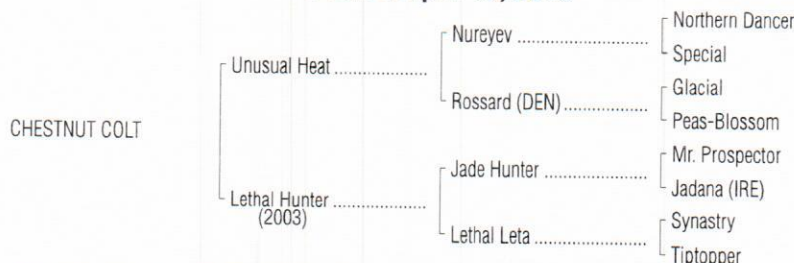 CHESTNUT COLT
Unusual Heat
Lethal Hunter
(2003)
Nureyev
Rossard (DEN)
Jade Hunter
Lethal Leta
Northern Dancer
Special
Glacial
Peas-Blossom
Mr. Prospector
Jadana (IRE)
Synastry
Tiptopper